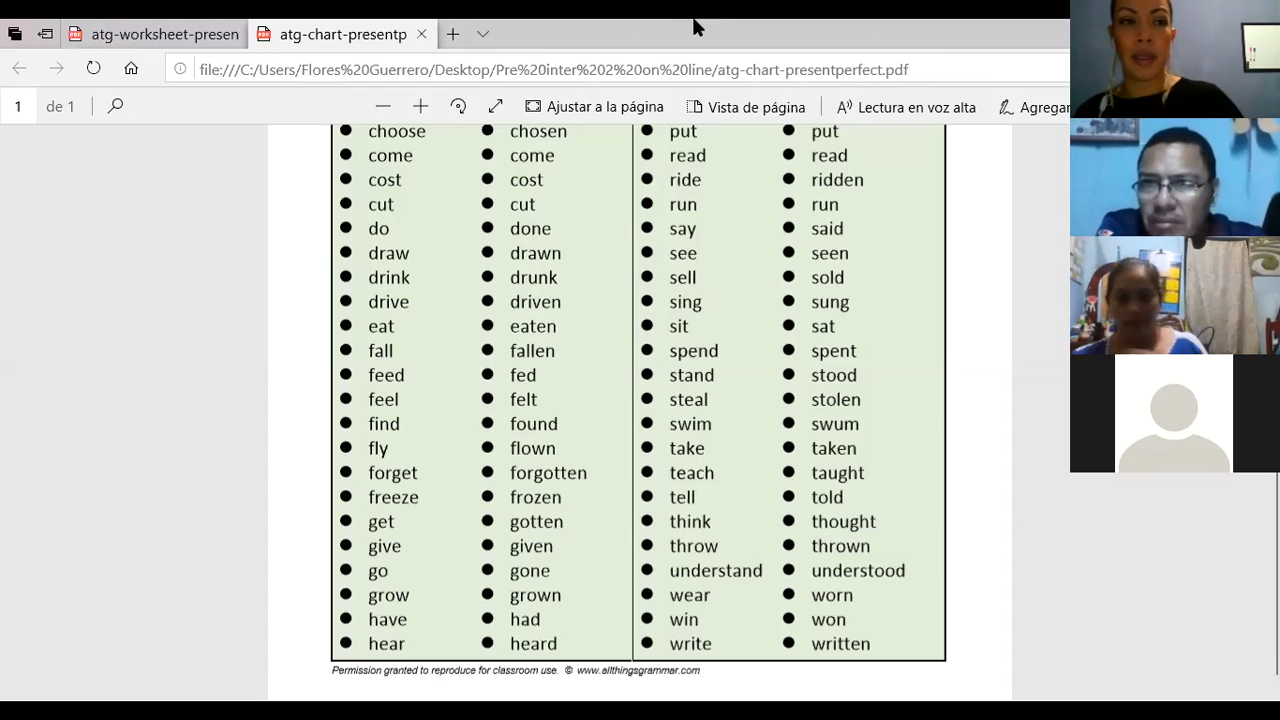 atg-worksheet-presen
atg-chart-presentp
file:///C:/Users/Flores%20Guerrero/Desktop/Pre%20inter%202%20on%20line/atg-chart-presentperfect.pdf
1 de 1 Ajustar a la página Vista de página Lectura en voz alta Agregar
choose chosen put put
come come read read
cost cost ride ridden
cut cut run run
do done say said
draw drawn see seen
drink drunk sell sold
drive driven sing sung
eat eaten sit sat
fall fallen spend spent
feed fed stand stood
feel felt steal stolen
find found swim swum
fly flown take taken
forget forgotten teach taught
freeze frozen tell told
get gotten think thought
give given throw thrown
go gone understand understood
grow grown wear worn
have had win won
hear heard write written
Permission granted to reproduce for classroom use. © www.allthingsgrammar.com